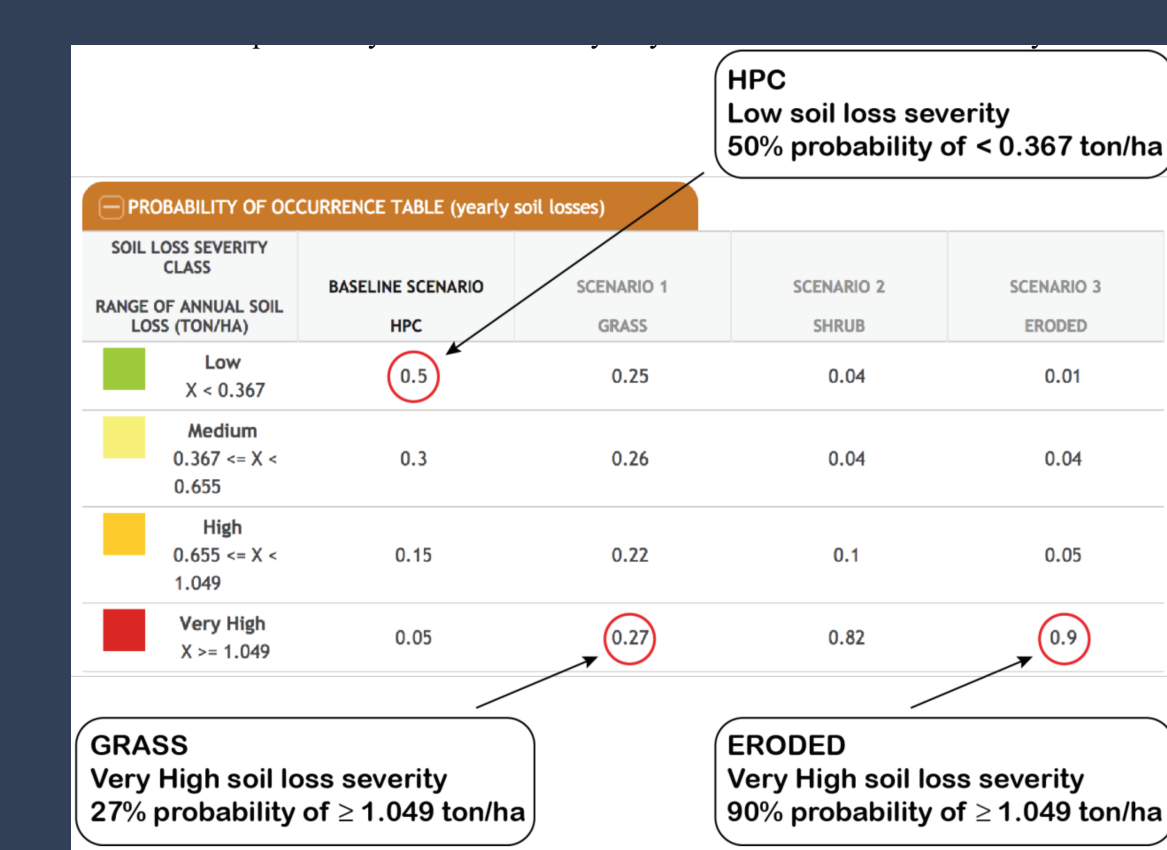 HPC
Low soil loss severity
50% probability of < 0.367 ton/ha
PROBABILITY OF OCCURRENCE TABLE (yearly soil losses)
SOIL LOSS SEVERITY
CLASS
RANGE OF ANNUAL SOIL
LOSS (TON/HA)
BASELINE SCENARIO
HPC
SCENARIO 1
GRASS
SCENARIO 2
SHRUB
SCENARIO 3
ERODED
Low
X < 0.367
0.5
0.25
0.04
0.01
Medium
0.367 <= X <
0.655
0.3
0.26
0.04
0.04
High
0.655 <= X <
1.049
0.15
0.22
0.1
0.05
Very High
X >= 1.049
0.05
0.27
0.82
0.9
GRASS
Very High soil loss severity
27% probability of ≥ 1.049 ton/ha
ERODED
Very High soil loss severity
90% probability of ≥ 1.049 ton/ha